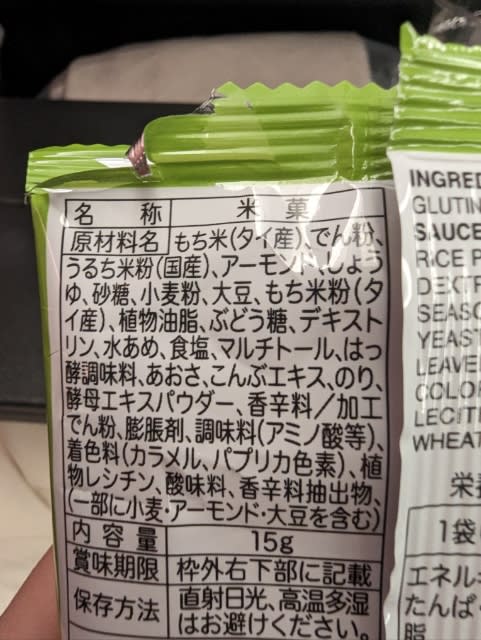 名 称 米 菓
原材料名 もち米(タイ産)、でん粉、
うるち米粉(国産)、アーモンド、しょう
ゆ、砂糖、小麦粉、大豆、もち米粉(タ
イ産)、植物油脂、ぶどう糖、デキスト
リン、水あめ、食塩、マルチトール、はっ
酵調味料、あおさ、こんぶエキス、のり、
酵母エキスパウダー、香辛料/加工
でん粉、膨脹剤、調味料(アミノ酸等)、
着色料(カラメル、パプリカ色素)、植
物レシチン、酸味料、香辛料抽出物、
(一部に小麦・アーモンド・大豆を含む)
内 容 量 15g
賞味期限 枠外右下部に記載
保存方法 直射日光、高温多湿
はお避けください。
INGRED
GLUTIN
SAUCE
RICE P
DEXTR
SEASO
YEAST
LEAVE
COLOR
LECIT
WHEAT
栄養
1袋
エネルギ
たんぱく
脂